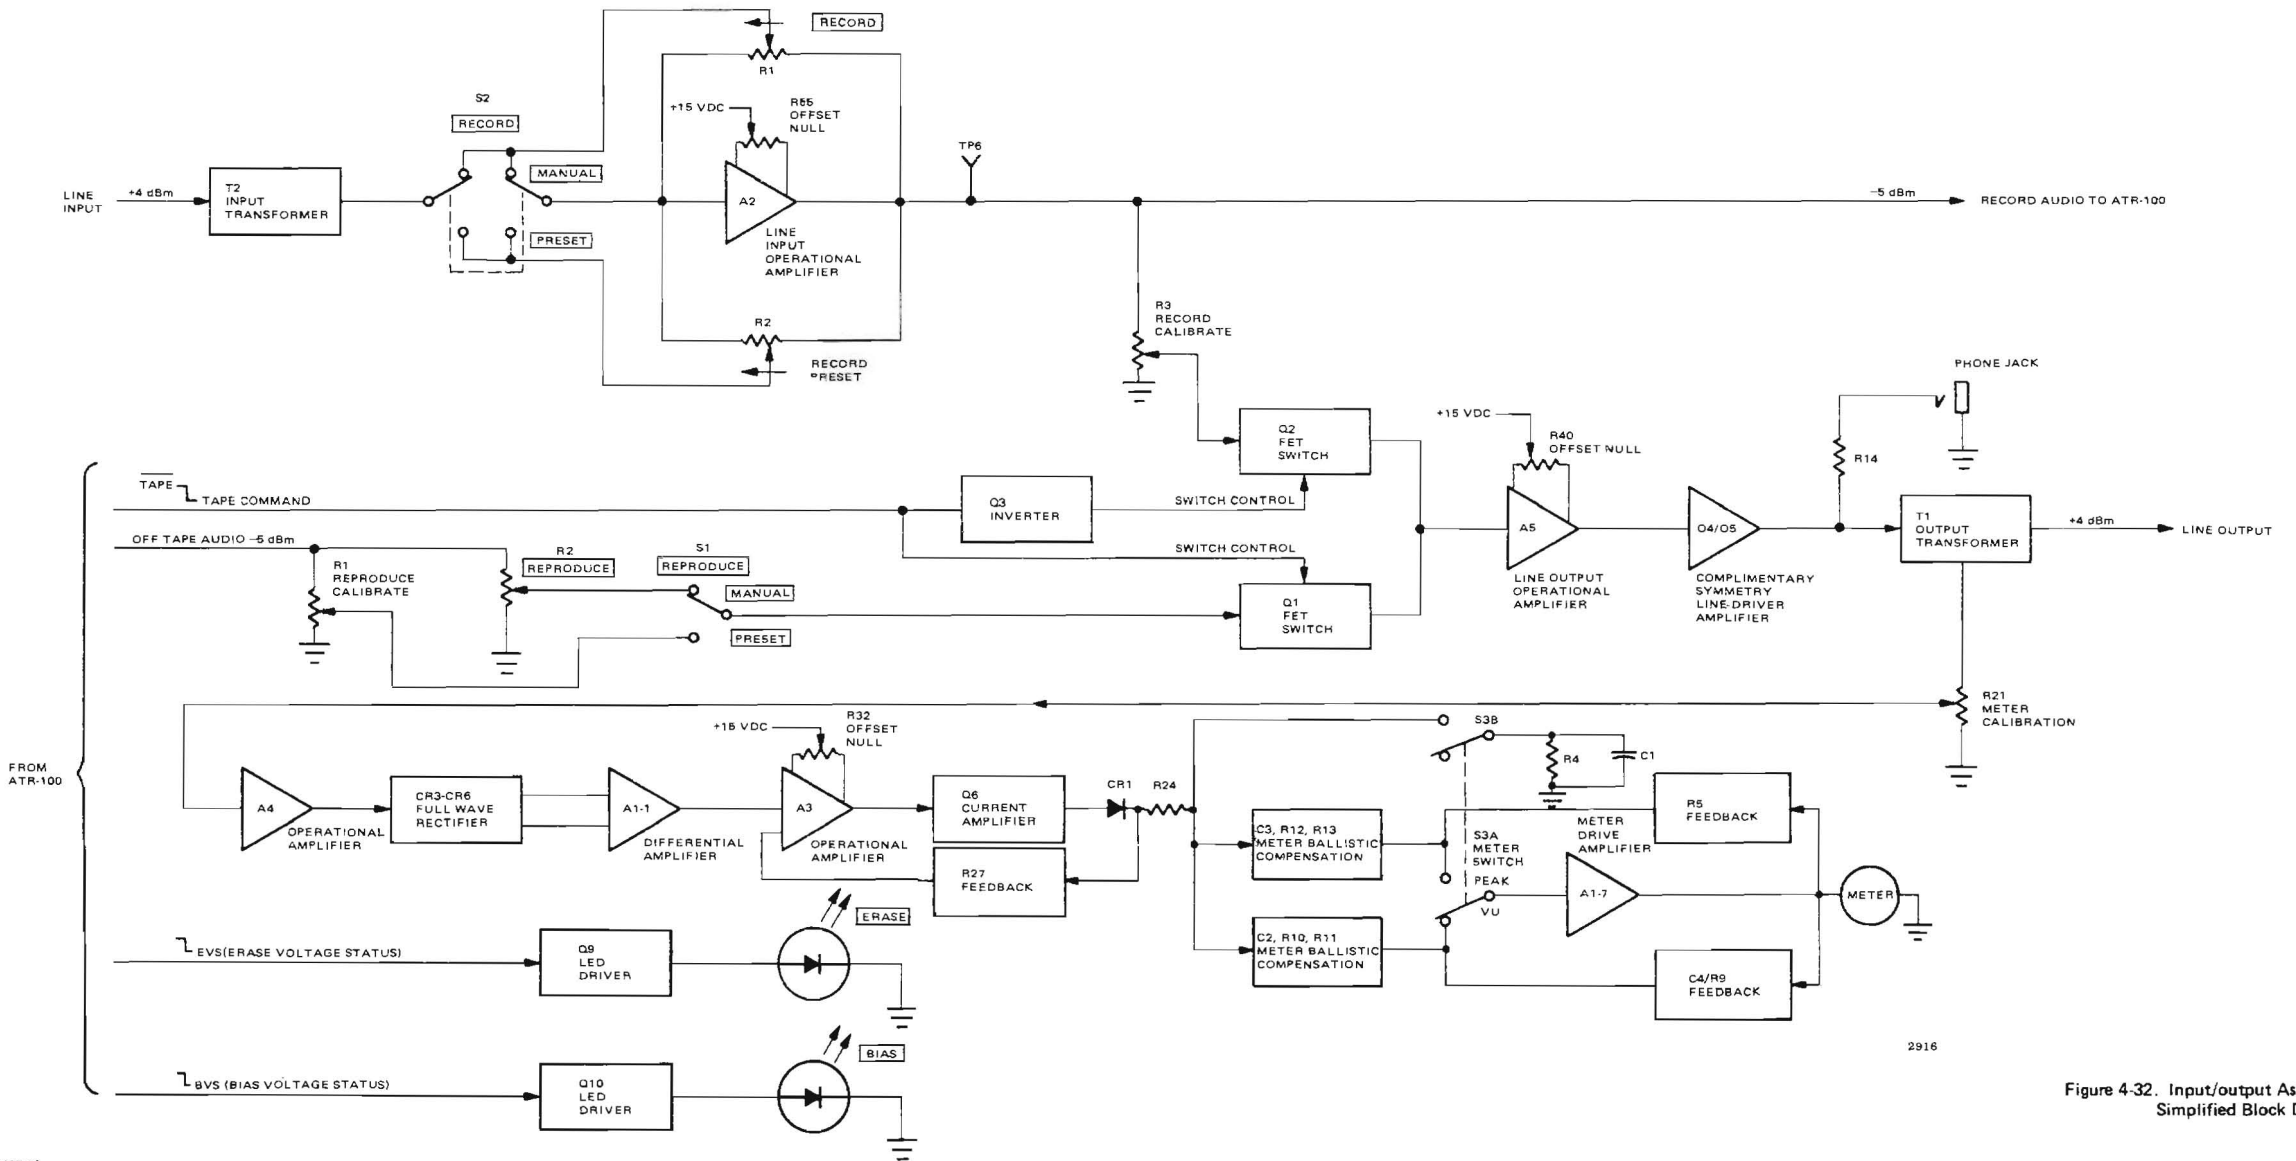 RECORD
R1
S2
RECORD
+15 VDC
R55
OFFSET
NULL
LINE
INPUT
+4 dBm
T2
INPUT
TRANSFORMER
MANUAL
PRESET
A2
LINE
INPUT
OPERATIONAL
AMPLIFIER
TP6
-5 dBm
RECORD AUDIO TO ATR-100
R2
RECORD
PRESET
R3
RECORD
CALIBRATE
PHONE JACK
R14
Q2
FET
SWITCH
+15 VDC
R40
OFFSET NULL
TAPE
TAPE COMMAND
Q3
INVERTER
SWITCH CONTROL
SWITCH CONTROL
A5
LINE OUTPUT
OPERATIONAL
AMPLIFIER
Q4/Q5
COMPLIMENTARY
SYMMETRY
LINE-DRIVER
AMPLIFIER
T1
OUTPUT
TRANSFORMER
+4 dBm
LINE OUTPUT
OFF TAPE AUDIO -5 dBm
R1
REPRODUCE
CALIBRATE
R2
REPRODUCE
S1
REPRODUCE
MANUAL
PRESET
Q1
FET
SWITCH
R21
METER
CALIBRATION
FROM
ATR-100
+15 VDC
R32
OFFSET
NULL
A4
OPERATIONAL
AMPLIFIER
CR3-CR6
FULL WAVE
RECTIFIER
A1-1
DIFFERENTIAL
AMPLIFIER
A3
OPERATIONAL
AMPLIFIER
Q6
CURRENT
AMPLIFIER
R27
FEEDBACK
CR1
R24
S3B
R4
C1
C3, R12, R13
METER BALLISTIC
COMPENSATION
S3A
METER
SWITCH
PEAK
VU
METER
DRIVE
AMPLIFIER
A1-7
R5
FEEDBACK
METER
C2, R10, R11
METER BALLISTIC
COMPENSATION
C4/R9
FEEDBACK
EVS(ERASE VOLTAGE STATUS)
Q9
LED
DRIVER
ERASE
BVS (BIAS VOLTAGE STATUS)
Q10
LED
DRIVER
BIAS
2916
Figure 4-32. Input/output As
Simplified Block D